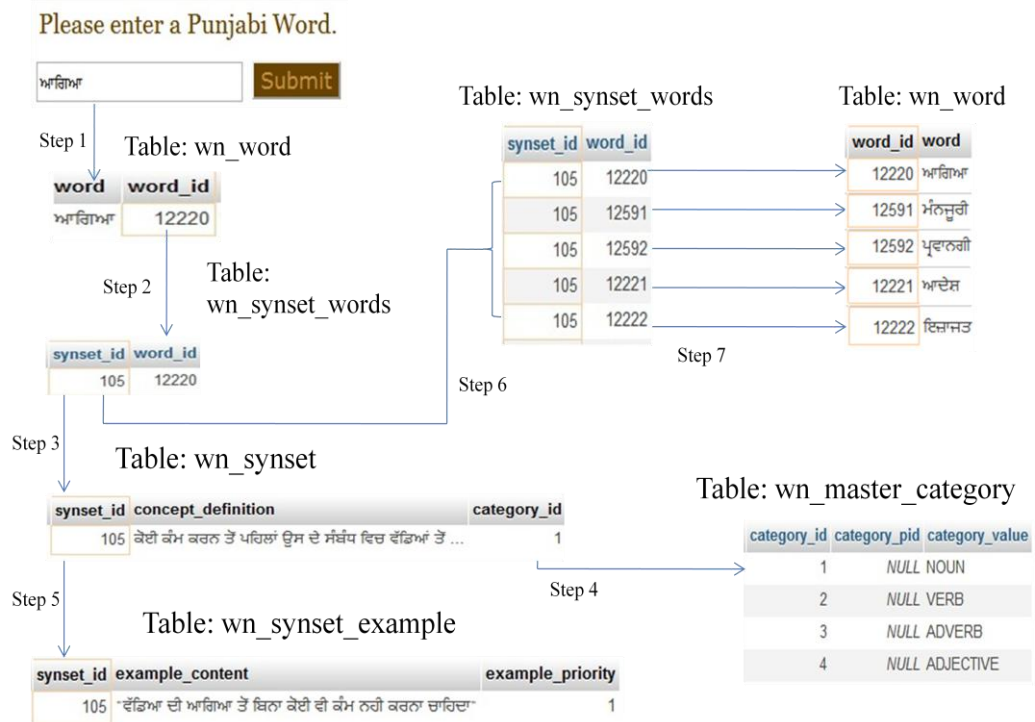 Please enter a Punjabi Word.
ਆਗਿਆ
Submit
Step 1
Table: wn_word
word word_id
ਆਗਿਆ 12220
Step 2
Table:
wn_synset_words
synset_id word_id
105 12220
Step 3
Table: wn_synset
synset_id concept_definition category_id
105 ਕੋਈ ਕੰਮ ਕਰਨ ਤੋਂ ਪਹਿਲਾਂ ਉਸ ਦੇ ਸੰਬੰਧ ਵਿਚ ਵੱਡਿਆਂ ਤੋਂ ... 1
Step 5
Table: wn_synset_example
synset_id example_content example_priority
105 "ਵੱਡਿਆ ਦੀ ਆਗਿਆ ਤੋਂ ਬਿਨਾ ਕੋਈ ਵੀ ਕੰਮ ਨਹੀ ਕਰਨਾ ਚਾਹਿਦਾ" 1
Table: wn_synset_words
synset_id word_id
105 12220
105 12591
105 12592
105 12221
105 12222
Step 6
Step 7
Table: wn_word
word_id word
12220 ਆਗਿਆ
12591 ਮੰਨਜੂਰੀ
12592 ਪ੍ਰਵਾਨਗੀ
12221 ਆਦੇਸ਼
12222 ਇਜ਼ਾਜਤ
Step 4
Table: wn_master_category
category_id category_pid category_value
1 NULL NOUN
2 NULL VERB
3 NULL ADVERB
4 NULL ADJECTIVE